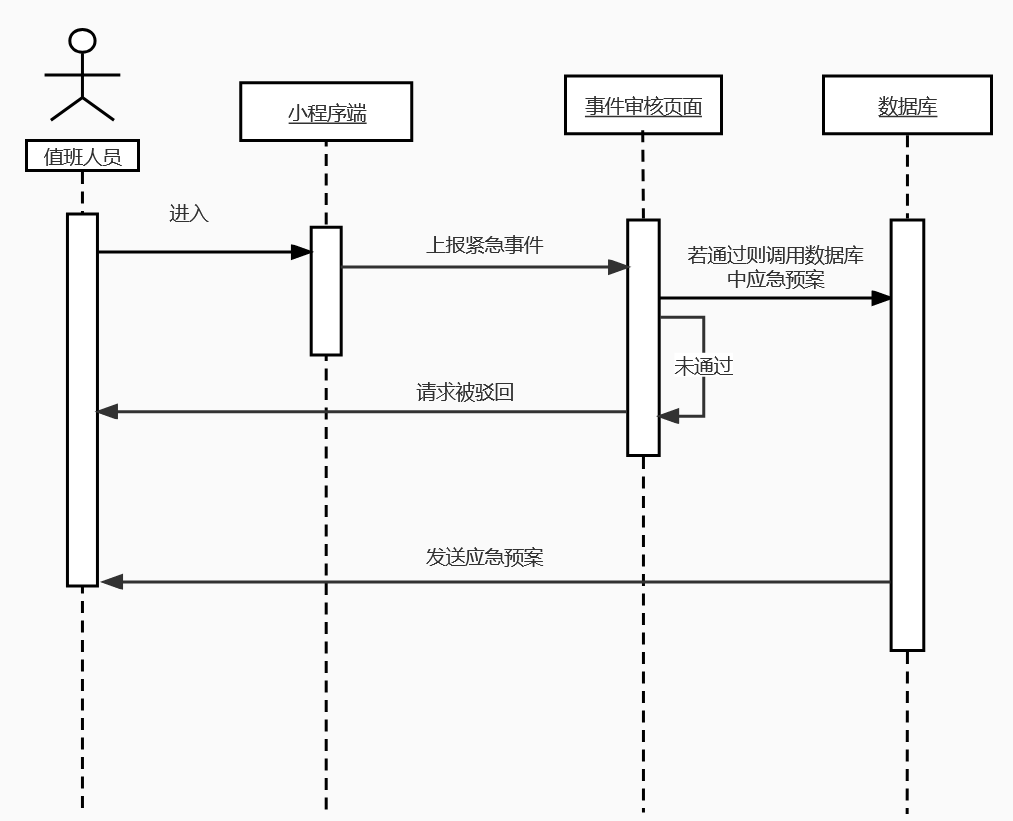 值班人员
小程序端
事件审核页面
数据库
进入
上报紧急事件
若通过则调用数据库
中应急预案
未通过
请求被驳回
发送应急预案